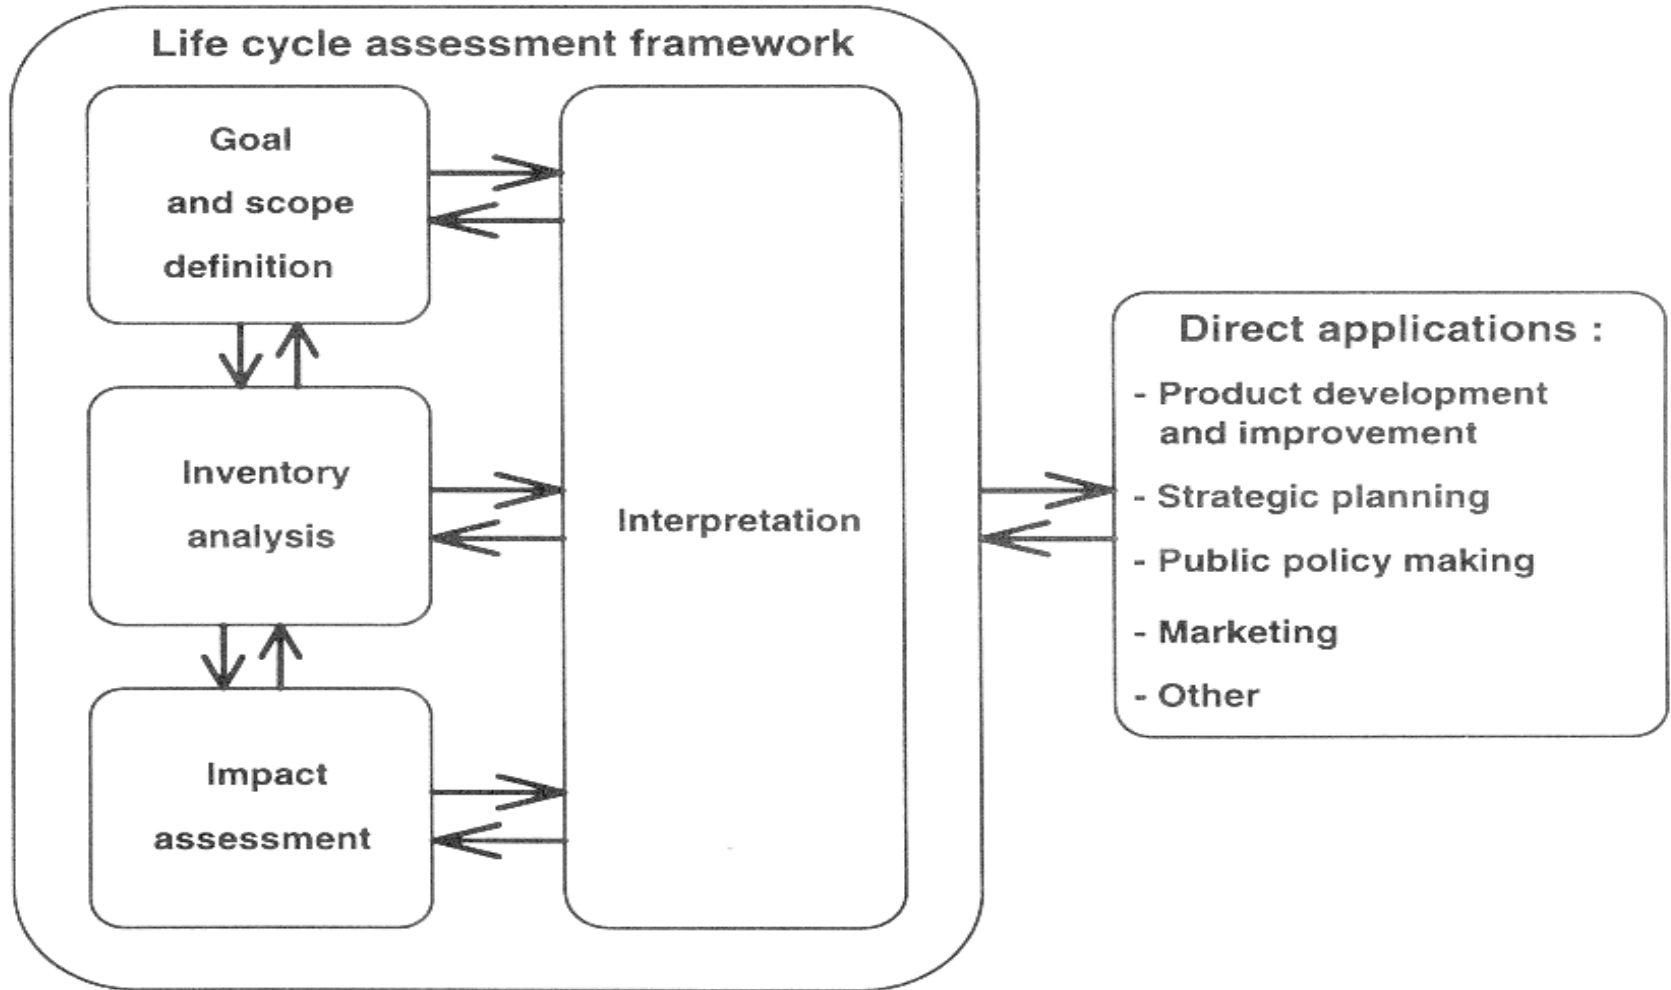 Life cycle assessment framework
Goal
and scope
definition
Inventory
analysis
Impact
assessment
Interpretation
Direct applications :
- Product development
and improvement
- Strategic planning
- Public policy making
- Marketing
- Other